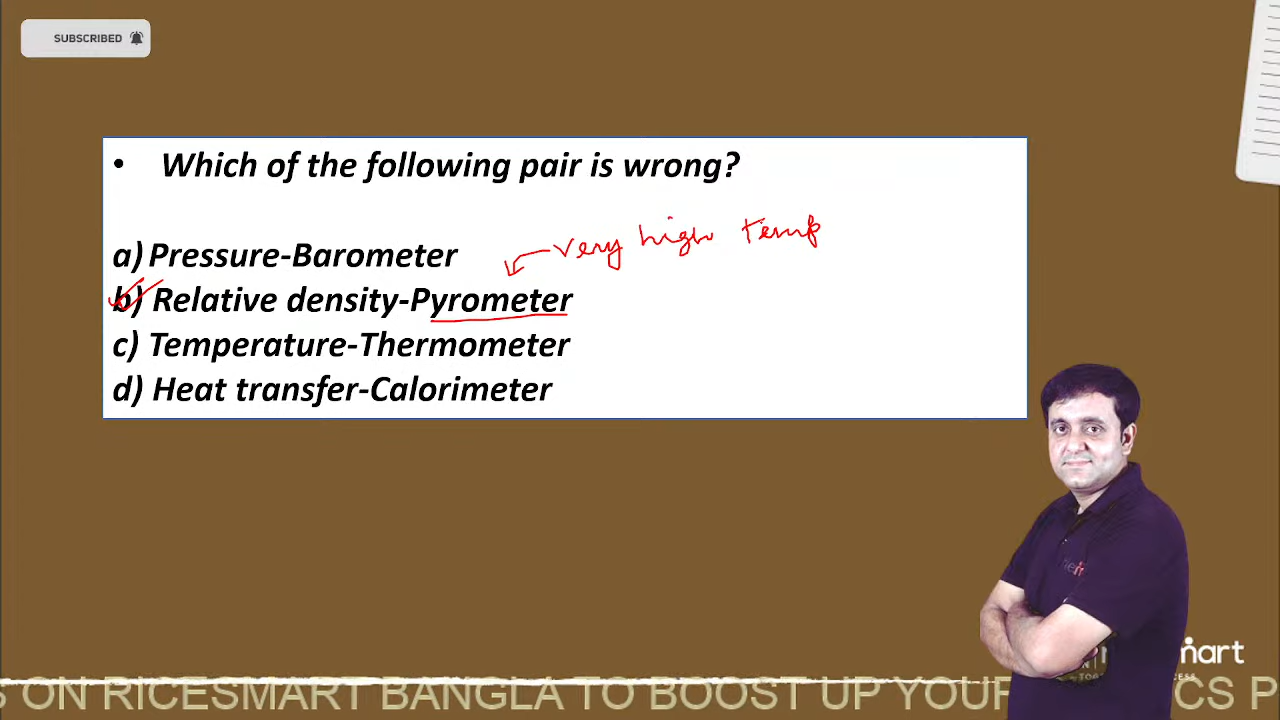 SUBSCRIBED
• Which of the following pair is wrong?
very high temp
a) Pressure-Barometer
b) Relative density-Pyrometer
c) Temperature-Thermometer
d) Heat transfer-Calorimeter
S ON RICESMART BANGLA TO BOOST UP YOUR